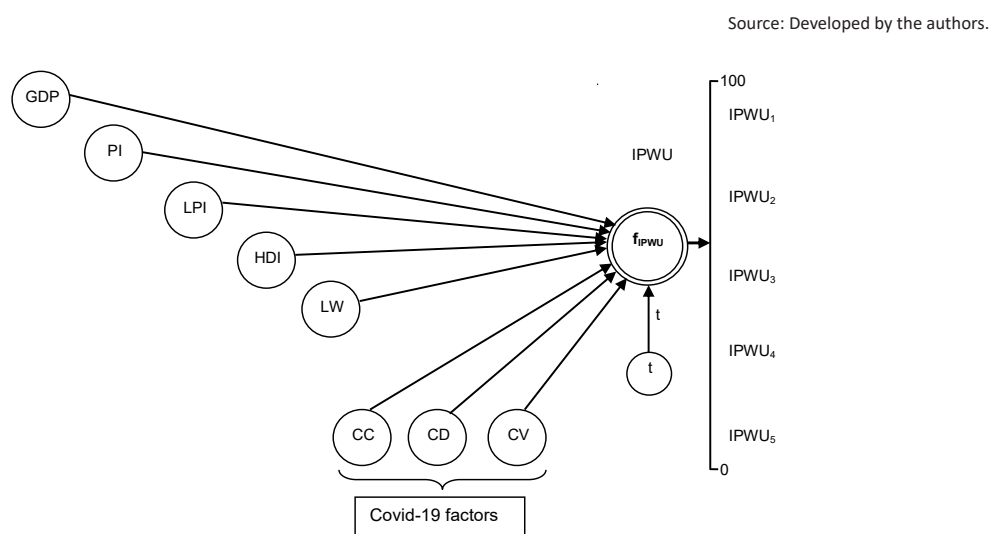 Source: Developed by the authors.
GDP
PI
LPI
HDI
LW
CC
CD
CV
Covid-19 factors
IPWU
fIPWU
t
t
100
IPWU₁
IPWU₂
IPWU₃
IPWU₄
IPWU₅
0